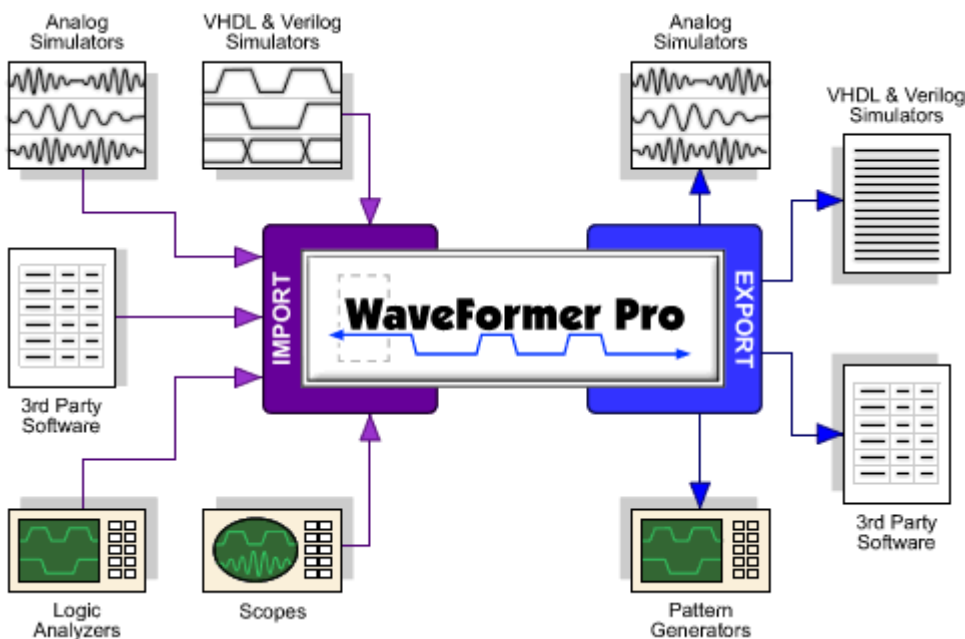 Analog
Simulators
VHDL & Verilog
Simulators
Analog
Simulators
VHDL & Verilog
Simulators
IMPORT
WaveFormer Pro
EXPORT
3rd Party
Software
3rd Party
Software
Logic
Analyzers
Scopes
Pattern
Generators